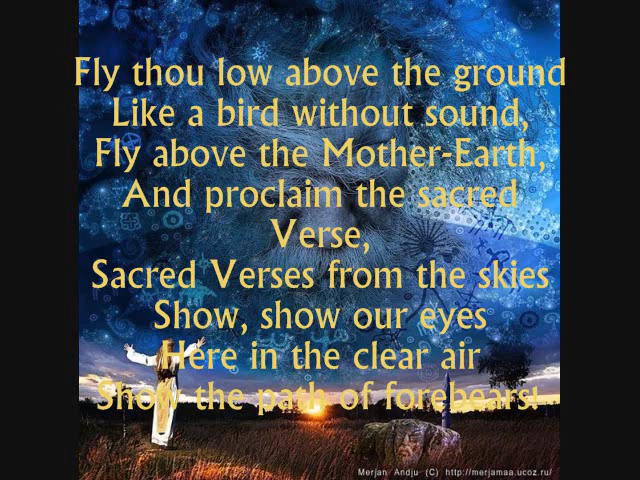 Fly thou low above the ground
Like a bird without sound,
Fly above the Mother-Earth,
And proclaim the sacred
Verse,
Sacred Verses from the skies
Show, show our eyes
Here in the clear air
Show the path of forebears!
Merjan Andju (C) http://merjamaa.ucoz.ru/